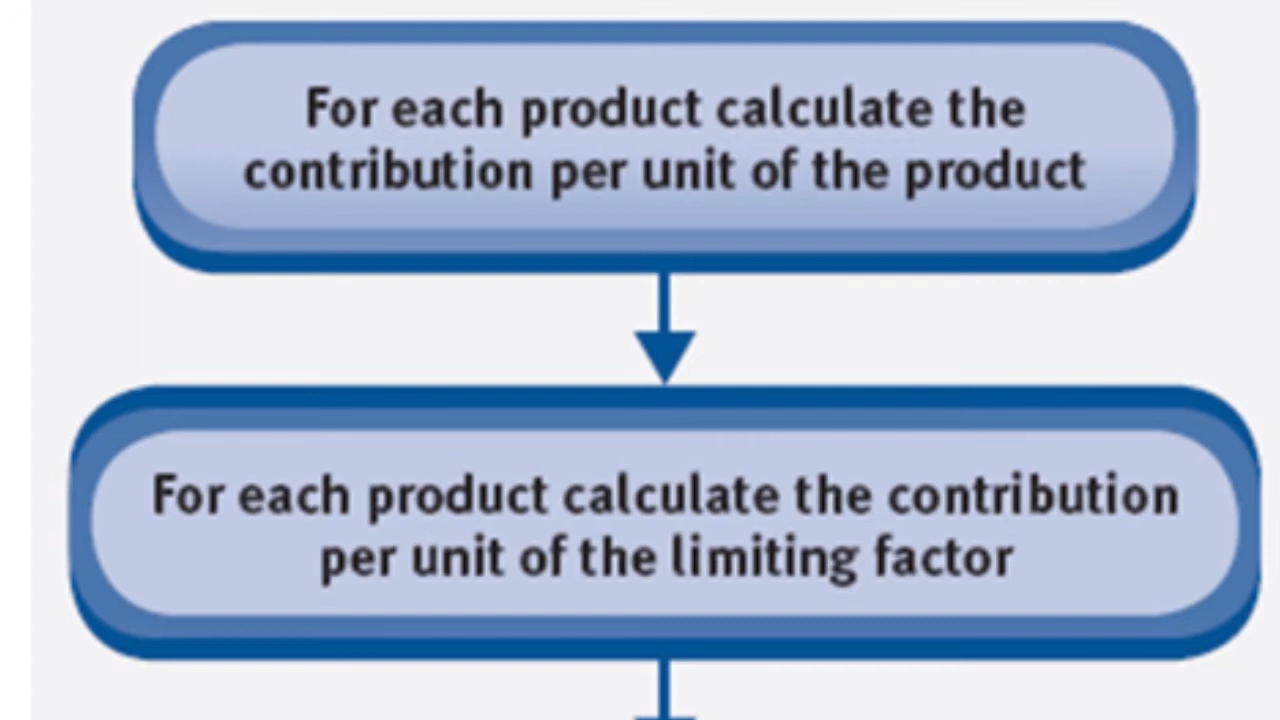 For each product calculate the
contribution per unit of the product
For each product calculate the contribution
per unit of the limiting factor